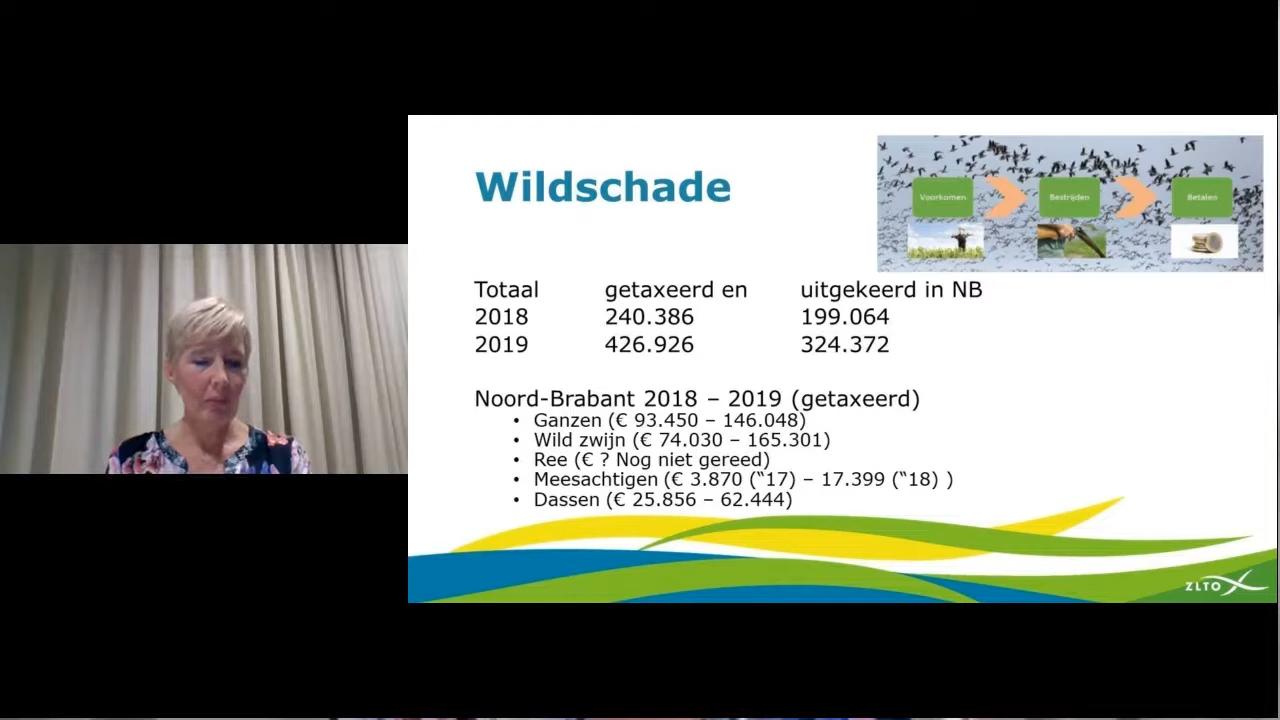 Wildschade
Voorkomen
Bestrijden
Betalen
Totaal getaxeerd en uitgekeerd in NB
2018 240.386 199.064
2019 426.926 324.372
Noord-Brabant 2018 – 2019 (getaxeerd)
• Ganzen (€ 93.450 – 146.048)
• Wild zwijn (€ 74.030 – 165.301)
• Ree (€ ? Nog niet gereed)
• Meesachtigen (€ 3.870 (“17) – 17.399 (“18) )
• Dassen (€ 25.856 – 62.444)
ZLTO